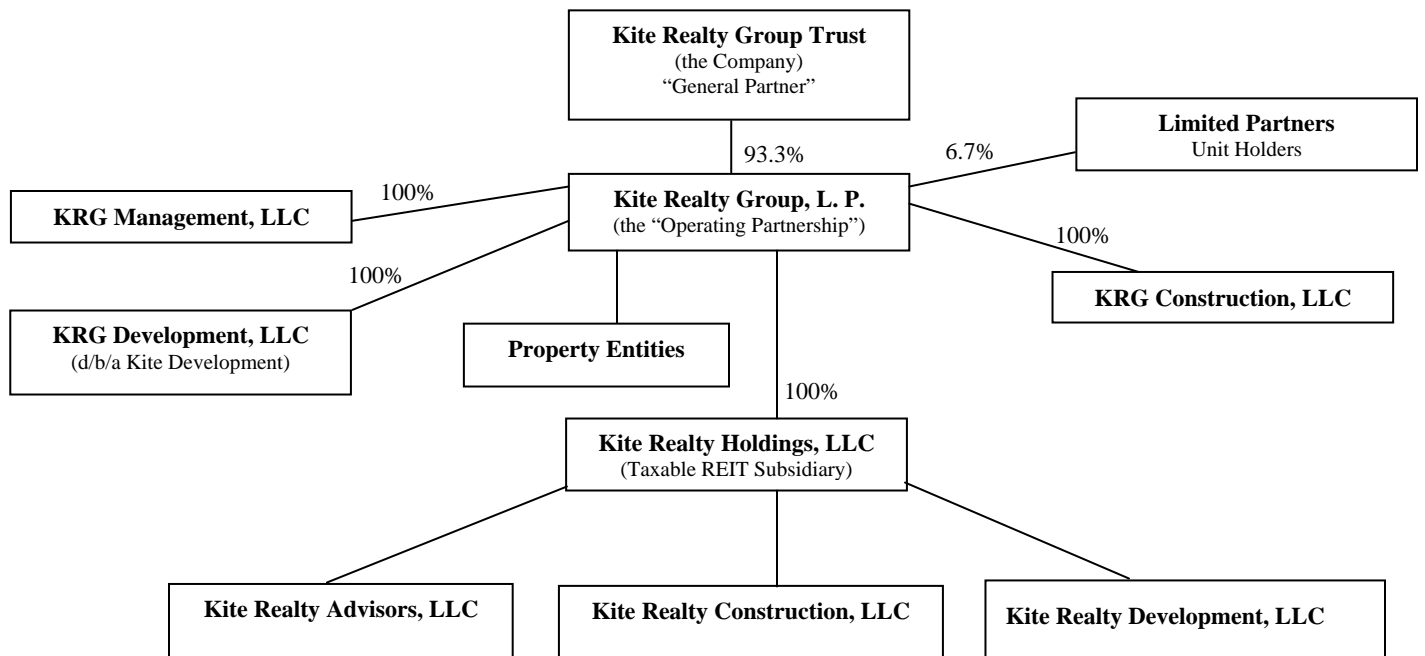 Kite Realty Group Trust
(the Company)
“General Partner”
Limited Partners
Unit Holders
93.3%
6.7%
100%
KRG Management, LLC
Kite Realty Group, L. P.
(the “Operating Partnership”)
100%
KRG Construction, LLC
100%
KRG Development, LLC
(d/b/a Kite Development)
Property Entities
100%
Kite Realty Holdings, LLC
(Taxable REIT Subsidiary)
Kite Realty Advisors, LLC
Kite Realty Construction, LLC
Kite Realty Development, LLC